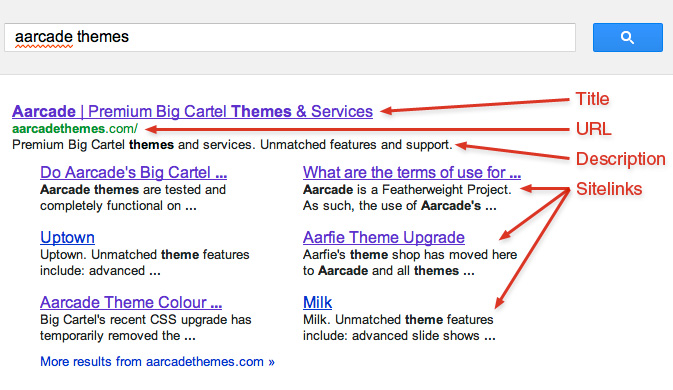 aarcade themes
Aarcade | Premium Big Cartel Themes & Services
Title
aarcadethemes.com/
URL
Premium Big Cartel themes and services. Unmatched features and support.
Description
Sitelinks
Do Aarcade's Big Cartel ...
Aarcade themes are tested and
completely functional on ...
What are the terms of use for ...
Aarcade is a Featherweight Project.
As such, the use of Aarcade's ...
Uptown
Uptown. Unmatched theme features
include: advanced ...
Aarfie Theme Upgrade
Aarfie's theme shop has moved here
to Aarcade and all themes ...
Aarcade Theme Colour ...
Big Cartel's recent CSS upgrade has
temporarily removed the ...
Milk
Milk. Unmatched theme features
include: advanced slide shows ...
More results from aarcadethemes.com »